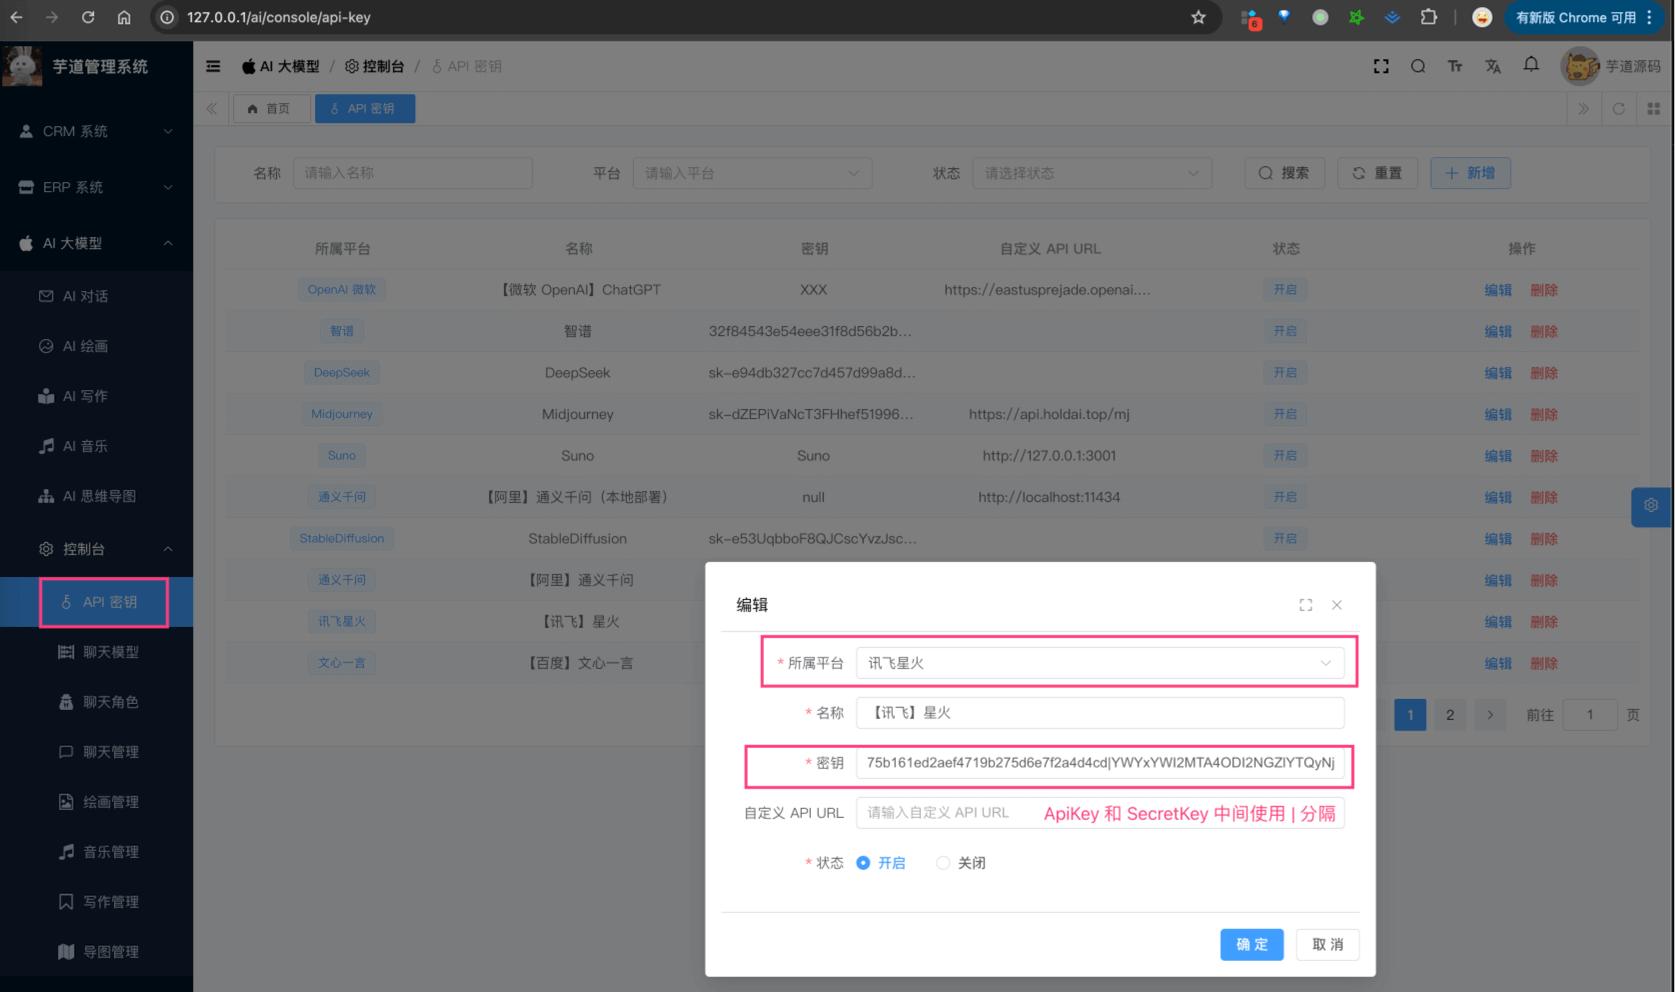 127.0.0.1/ai/console/api-key
6
有新版 Chrome 可用
芋道管理系统
AI 大模型 / 控制台 / API 密钥
芋道源码
首页
API 密钥
CRM 系统
ERP 系统
AI 大模型
AI 对话
AI 绘画
AI 写作
AI 音乐
AI 思维导图
控制台
API 密钥
聊天模型
聊天角色
聊天管理
绘画管理
音乐管理
写作管理
导图管理
名称 请输入名称 平台 请输入平台 状态 请选择状态 搜索 重置 新增
所属平台 名称 密钥 自定义 API URL 状态 操作
OpenAI 微软 【微软 OpenAI】ChatGPT XXX https://eastusprejade.openai.... 开启 编辑 删除
智谱 智谱 32f84543e54eee31f8d56b2b... 开启 编辑 删除
DeepSeek DeepSeek sk-e94db327cc7d457d99a8d... 开启 编辑 删除
Midjourney Midjourney sk-dZEPiVaNcT3FHhef51996... https://api.holdai.top/mj 开启 编辑 删除
Suno Suno Suno http://127.0.0.1:3001 开启 编辑 删除
通义千问 【阿里】通义千问（本地部署） null http://localhost:11434 开启 编辑 删除
StableDiffusion StableDiffusion sk-e53UqbboF8QJCscYvzJsc... 开启 编辑 删除
通义千问 【阿里】通义千问 编辑 删除
讯飞星火 【讯飞】星火 编辑 删除
文心一言 【百度】文心一言 编辑 删除
1 2 前往 1 页
编辑
* 所属平台 讯飞星火
* 名称 【讯飞】星火
* 密钥 75b161ed2aef4719b275d6e7f2a4d4cd|YWYxYWI2MTA4ODI2NGZlYTQyNj
自定义 API URL 请输入自定义 API URL ApiKey 和 SecretKey 中间使用 | 分隔
* 状态 开启 关闭
确 定 取 消